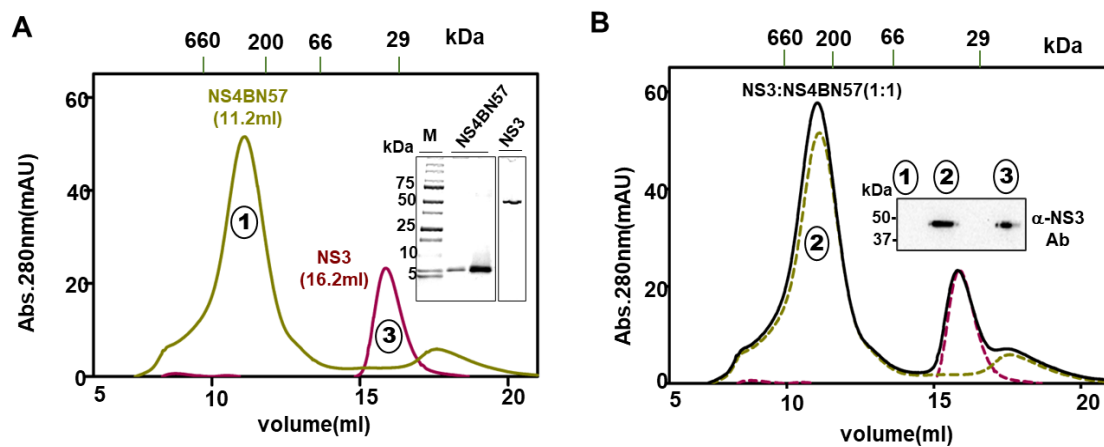 A
660 200 66 29 kDa
NS4BN57
(11.2ml)
M NS4BN57 NS3
kDa
75
50
25
10
5
NS3
(16.2ml)
1
3
60
40
20
0
Abs.280nm(mAU)
5 10 15 20
volume(ml)
B
660 200 66 29 kDa
NS3:NS4BN57(1:1)
1 2 3
kDa
50
37
α-NS3
Ab
2
60
40
20
0
Abs.280nm(mAU)
5 10 15 20
volume(ml)